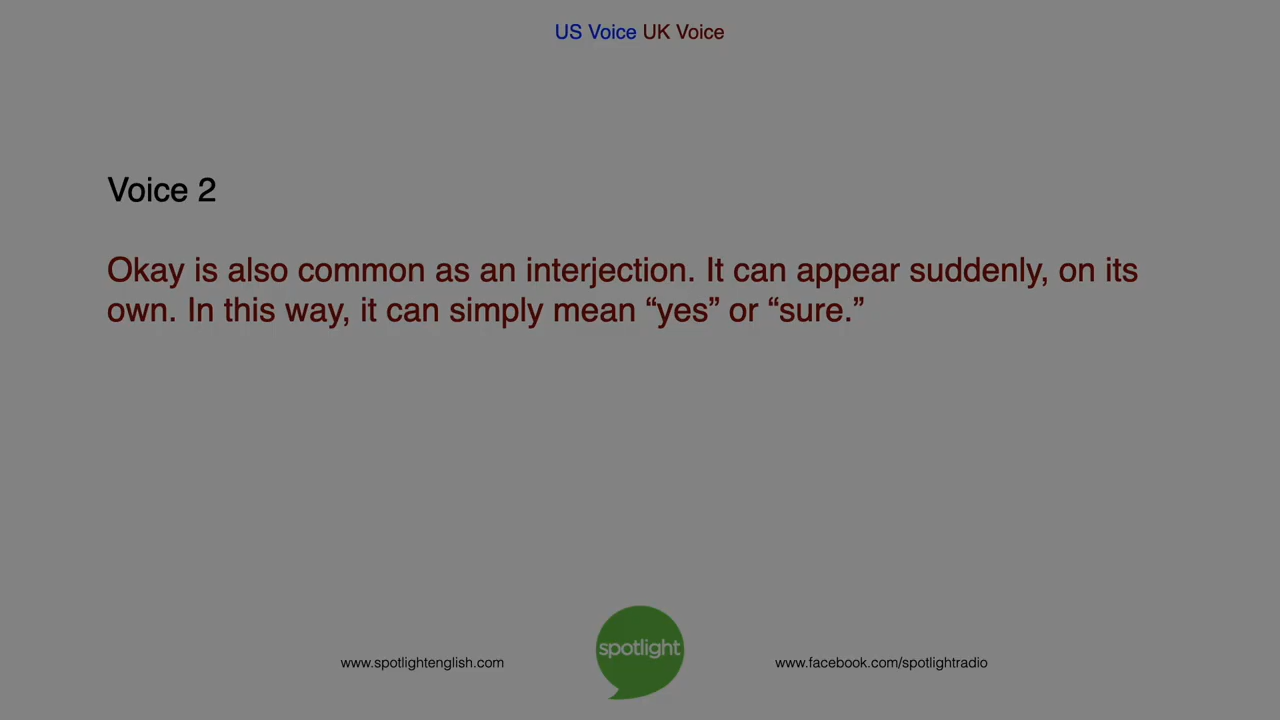 US Voice UK Voice
Voice 2
Okay is also common as an interjection. It can appear suddenly, on its
own. In this way, it can simply mean “yes” or “sure.”
spotlight
www.spotlightenglish.com
www.facebook.com/spotlightradio